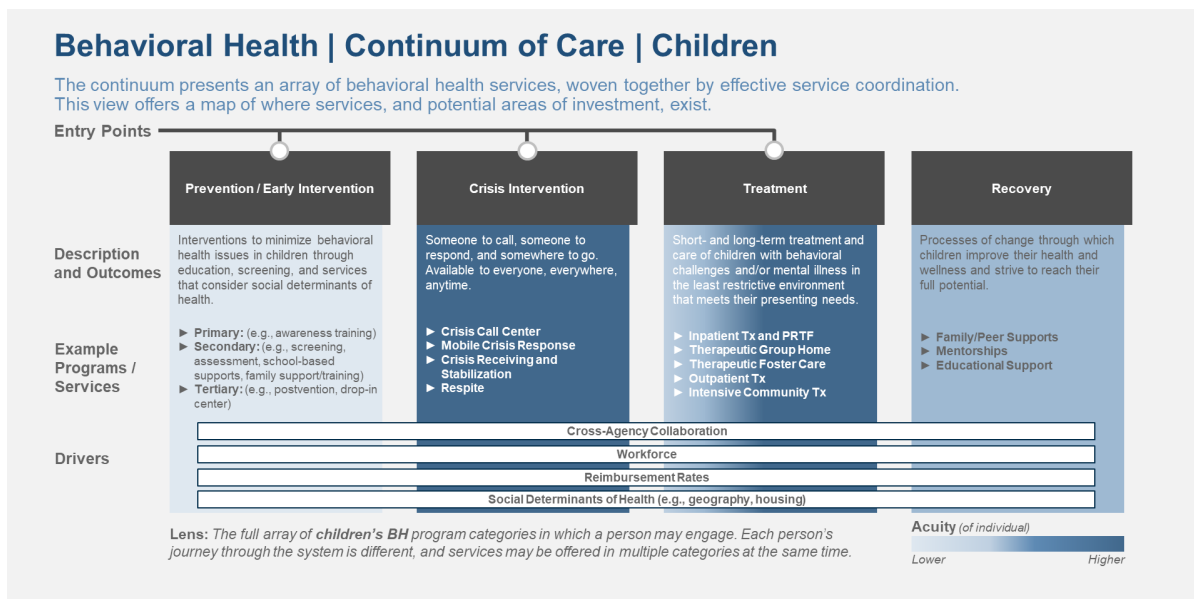 Behavioral Health | Continuum of Care | Children
The continuum presents an array of behavioral health services, woven together by effective service coordination.
This view offers a map of where services, and potential areas of investment, exist.
Entry Points
Prevention / Early Intervention
Crisis Intervention
Treatment
Recovery
Description
and Outcomes
Interventions to minimize behavioral
health issues in children through
education, screening, and services
that consider social determinants of
health.
Someone to call, someone to
respond, and somewhere to go.
Available to everyone, everywhere,
anytime.
Short- and long-term treatment and
care of children with behavioral
challenges and/or mental illness in
the least restrictive environment
that meets their presenting needs.
Processes of change through which
children improve their health and
wellness and strive to reach their
full potential.
Example
Programs /
Services
► Primary: (e.g., awareness training)
► Secondary: (e.g., screening,
assessment, school-based
supports, family support/training)
► Tertiary: (e.g., postvention, drop-in
center)
► Crisis Call Center
► Mobile Crisis Response
► Crisis Receiving and
Stabilization
► Respite
► Inpatient Tx and PRTF
► Therapeutic Group Home
► Therapeutic Foster Care
► Outpatient Tx
► Intensive Community Tx
► Family/Peer Supports
► Mentorships
► Educational Support
Drivers
Cross-Agency Collaboration
Workforce
Reimbursement Rates
Social Determinants of Health (e.g., geography, housing)
Lens: The full array of children's BH program categories in which a person may engage. Each person's
journey through the system is different, and services may be offered in multiple categories at the same time.
Acuity (of individual)
Lower Higher